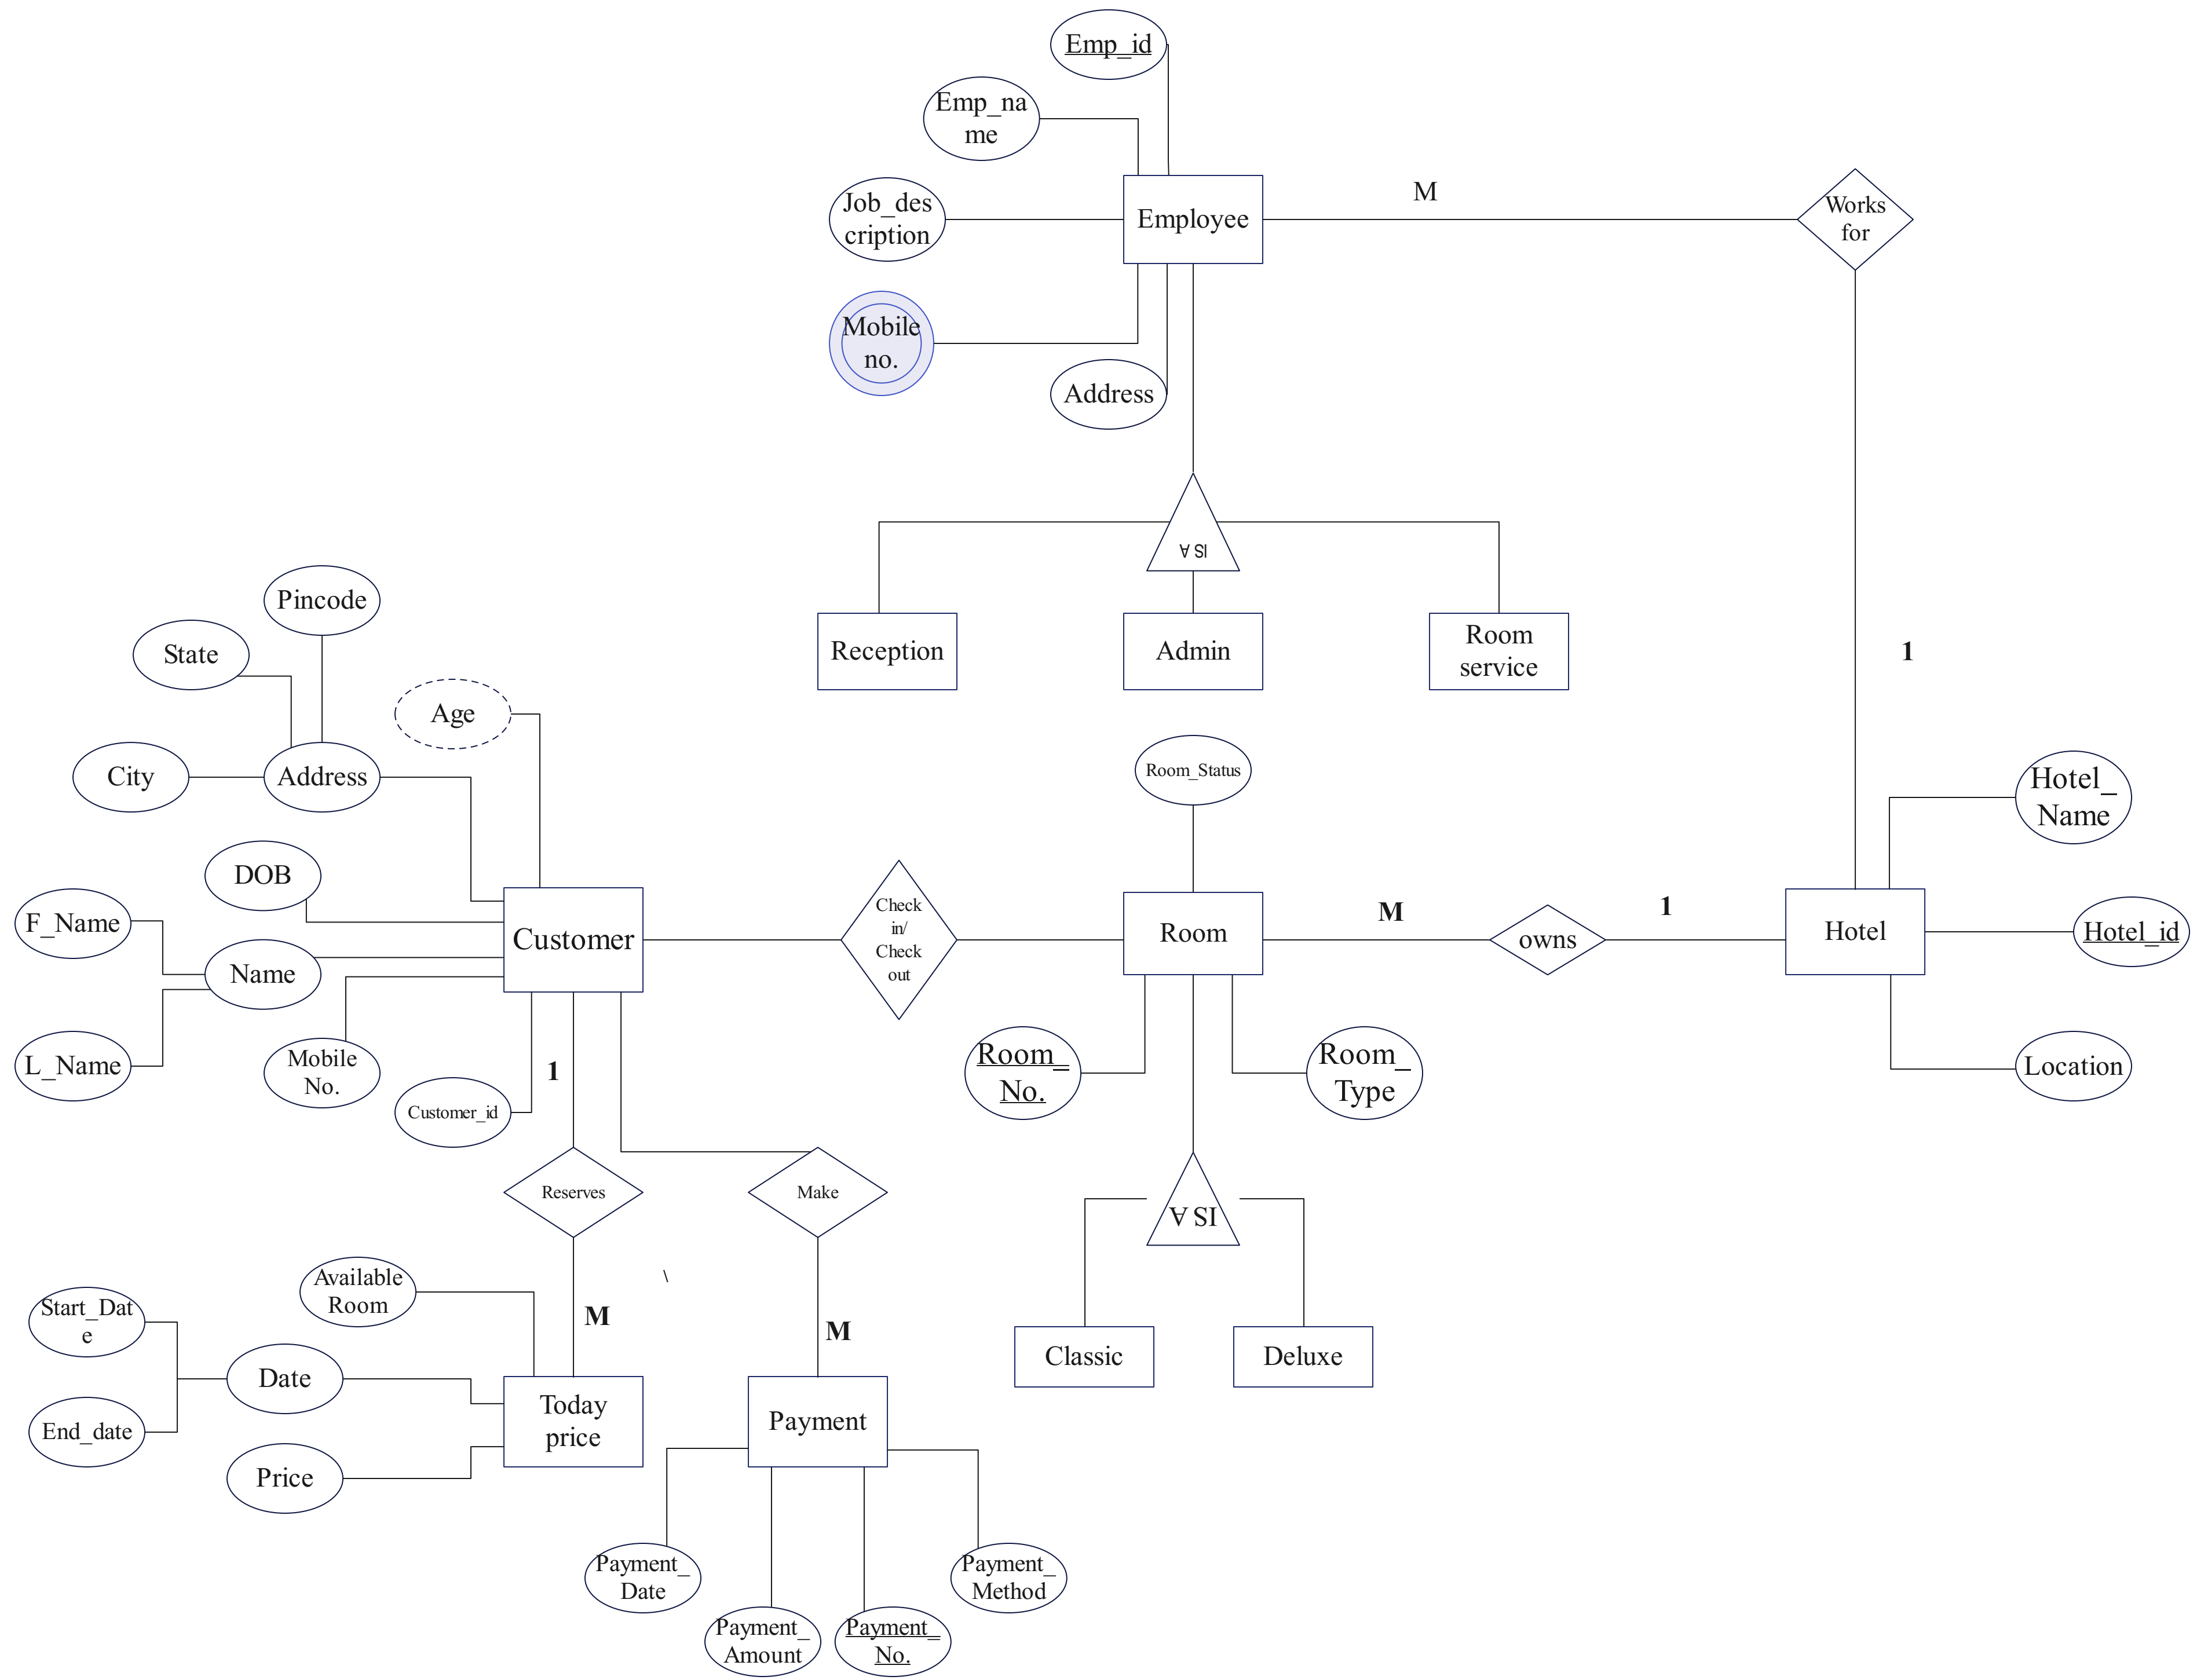 Emp_id
Emp_na
me
Job_des
cription
Employee
M
Works
for
Mobile
no.
Address
IS A
Reception
Admin
Room
service
1
Pincode
State
Age
City
Address
Room_Status
Hotel_
Name
DOB
F_Name
Name
L_Name
Mobile
No.
Customer
Customer_id
Check
in/
Check
out
Room
M
owns
1
Hotel
Hotel_id
Location
Room_
No.
Room_
Type
1
Reserves
Make
IS A
\
M
M
Available
Room
Start_Dat
e
Date
End_date
Price
Today
price
Payment
Classic
Deluxe
Payment_
Date
Payment_
Amount
Payment_
No.
Payment_
Method